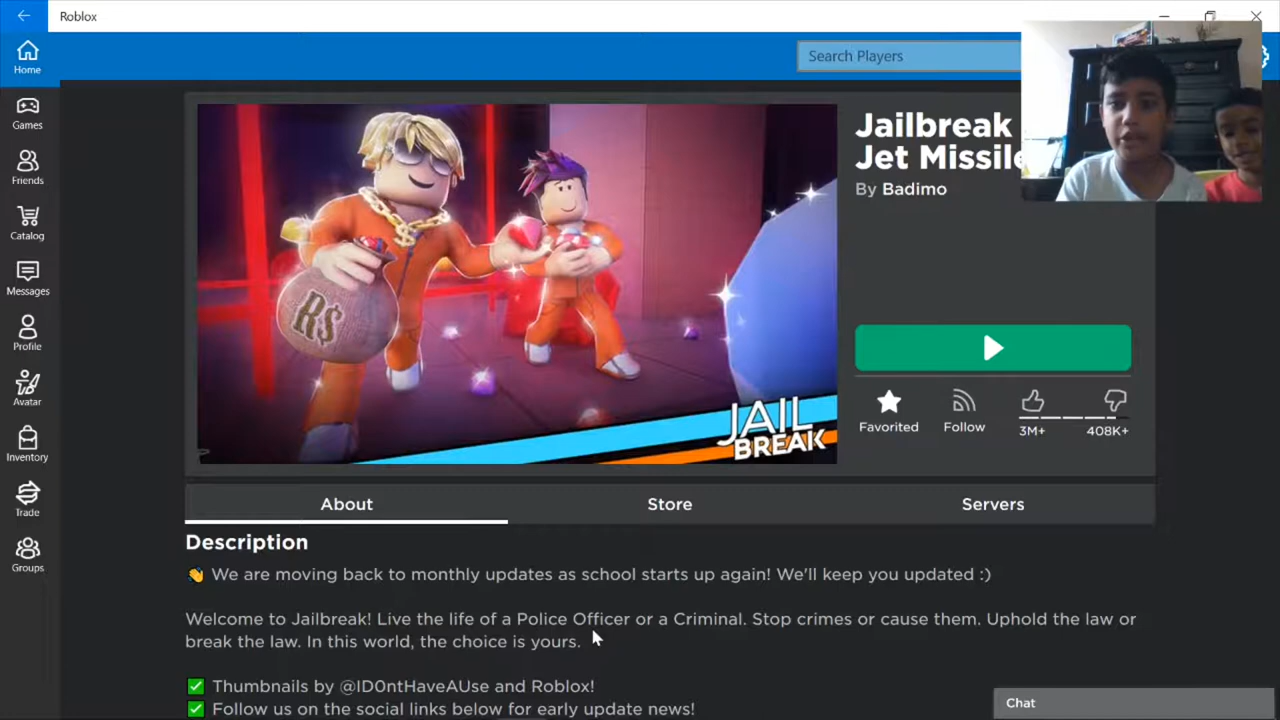 Roblox
Home
Search Players
Games
Friends
Catalog
Messages
Profile
Avatar
Inventory
Trade
Groups
R$
JAIL
BREAK
Jailbreak
Jet Missile
By Badimo
Favorited
Follow
3M+
408K+
About
Store
Servers
Description
👋 We are moving back to monthly updates as school starts up again! We'll keep you updated :)
Welcome to Jailbreak! Live the life of a Police Officer or a Criminal. Stop crimes or cause them. Uphold the law or
break the law. In this world, the choice is yours.
✅ Thumbnails by @ID0ntHaveAUse and Roblox!
✅ Follow us on the social links below for early update news!
Chat